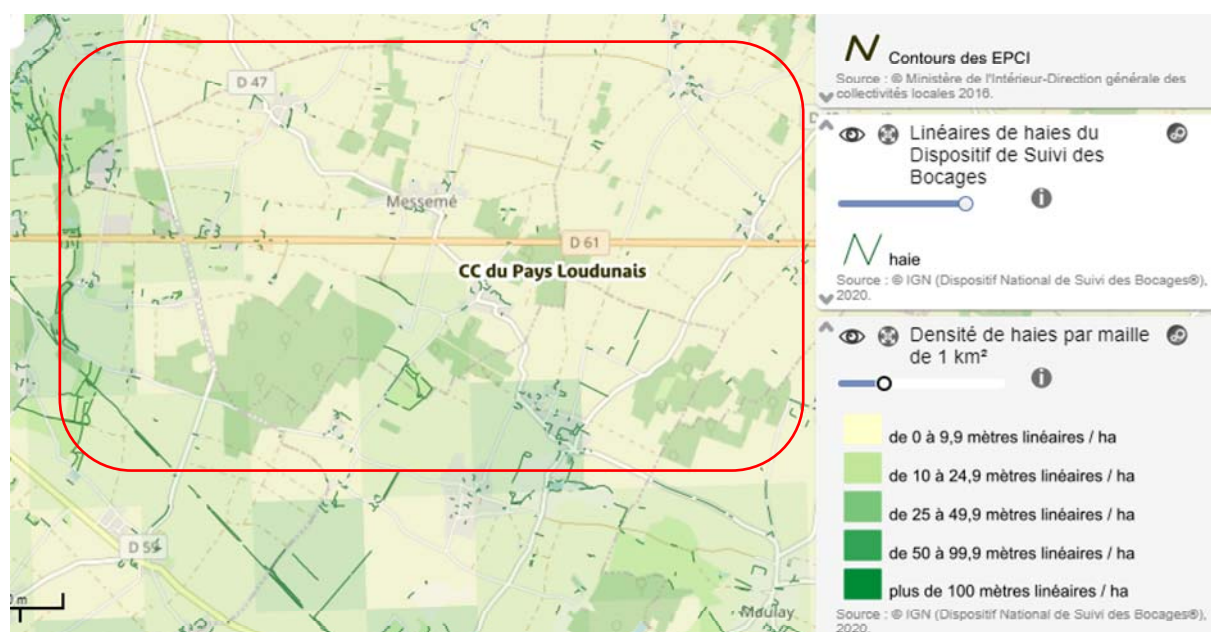 D 47
Messemé
D 61
CC du Pays Loudunais
D 59
Moulay
Contours des EPCI
Source : © Ministère de l'Intérieur-Direction générale des
collectivités locales 2016.
Linéaires de haies du
Dispositif de Suivi des
Bocages
haie
Source : © IGN (Dispositif National de Suivi des Bocages®),
2020.
Densité de haies par maille
de 1 km²
de 0 à 9,9 mètres linéaires / ha
de 10 à 24,9 mètres linéaires / ha
de 25 à 49,9 mètres linéaires / ha
de 50 à 99,9 mètres linéaires / ha
plus de 100 mètres linéaires / ha
Source : © IGN (Dispositif National de Suivi des Bocages®),
2020.